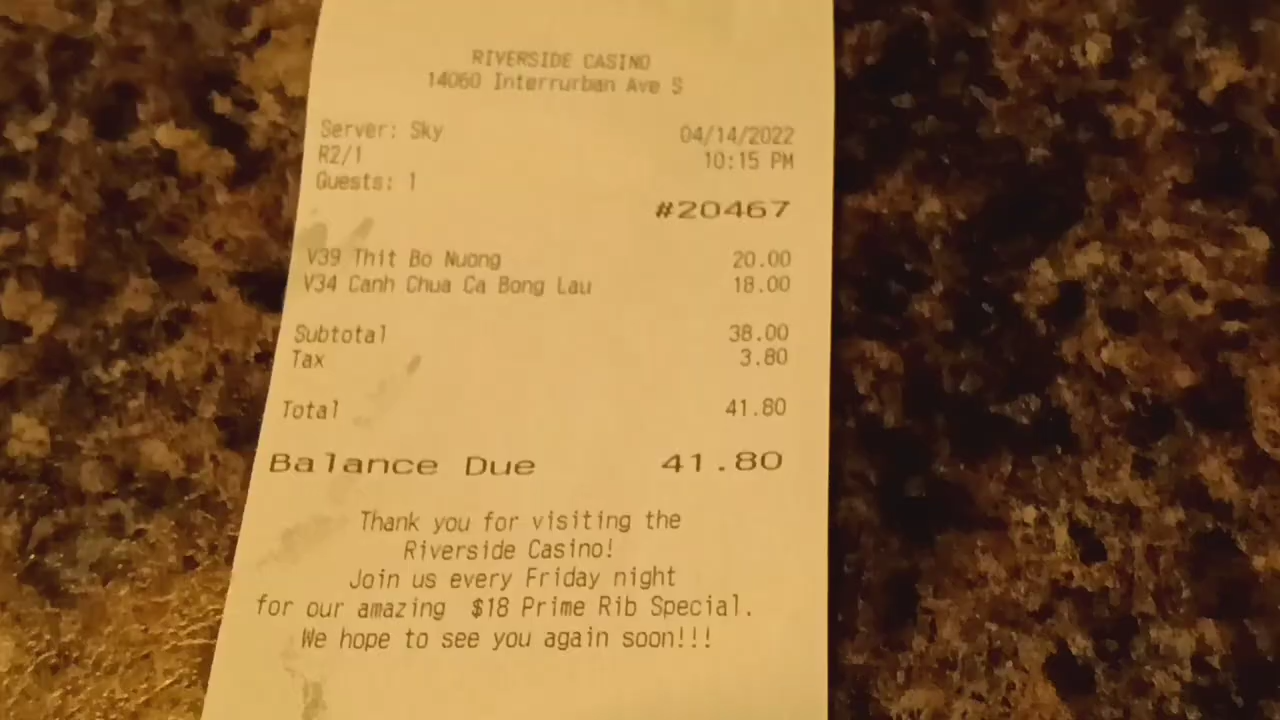 RIVERSIDE CASINO
14060 Interrurban Ave S
Server: Sky 04/14/2022
R2/1 10:15 PM
Guests: 1
#20467
V39 Thit Bo Nuong 20.00
V34 Canh Chua Ca Bong Lau 18.00
Subtotal 38.00
Tax 3.80
Total 41.80
Balance Due 41.80
Thank you for visiting the
Riverside Casino!
Join us every Friday night
for our amazing $18 Prime Rib Special.
We hope to see you again soon!!!